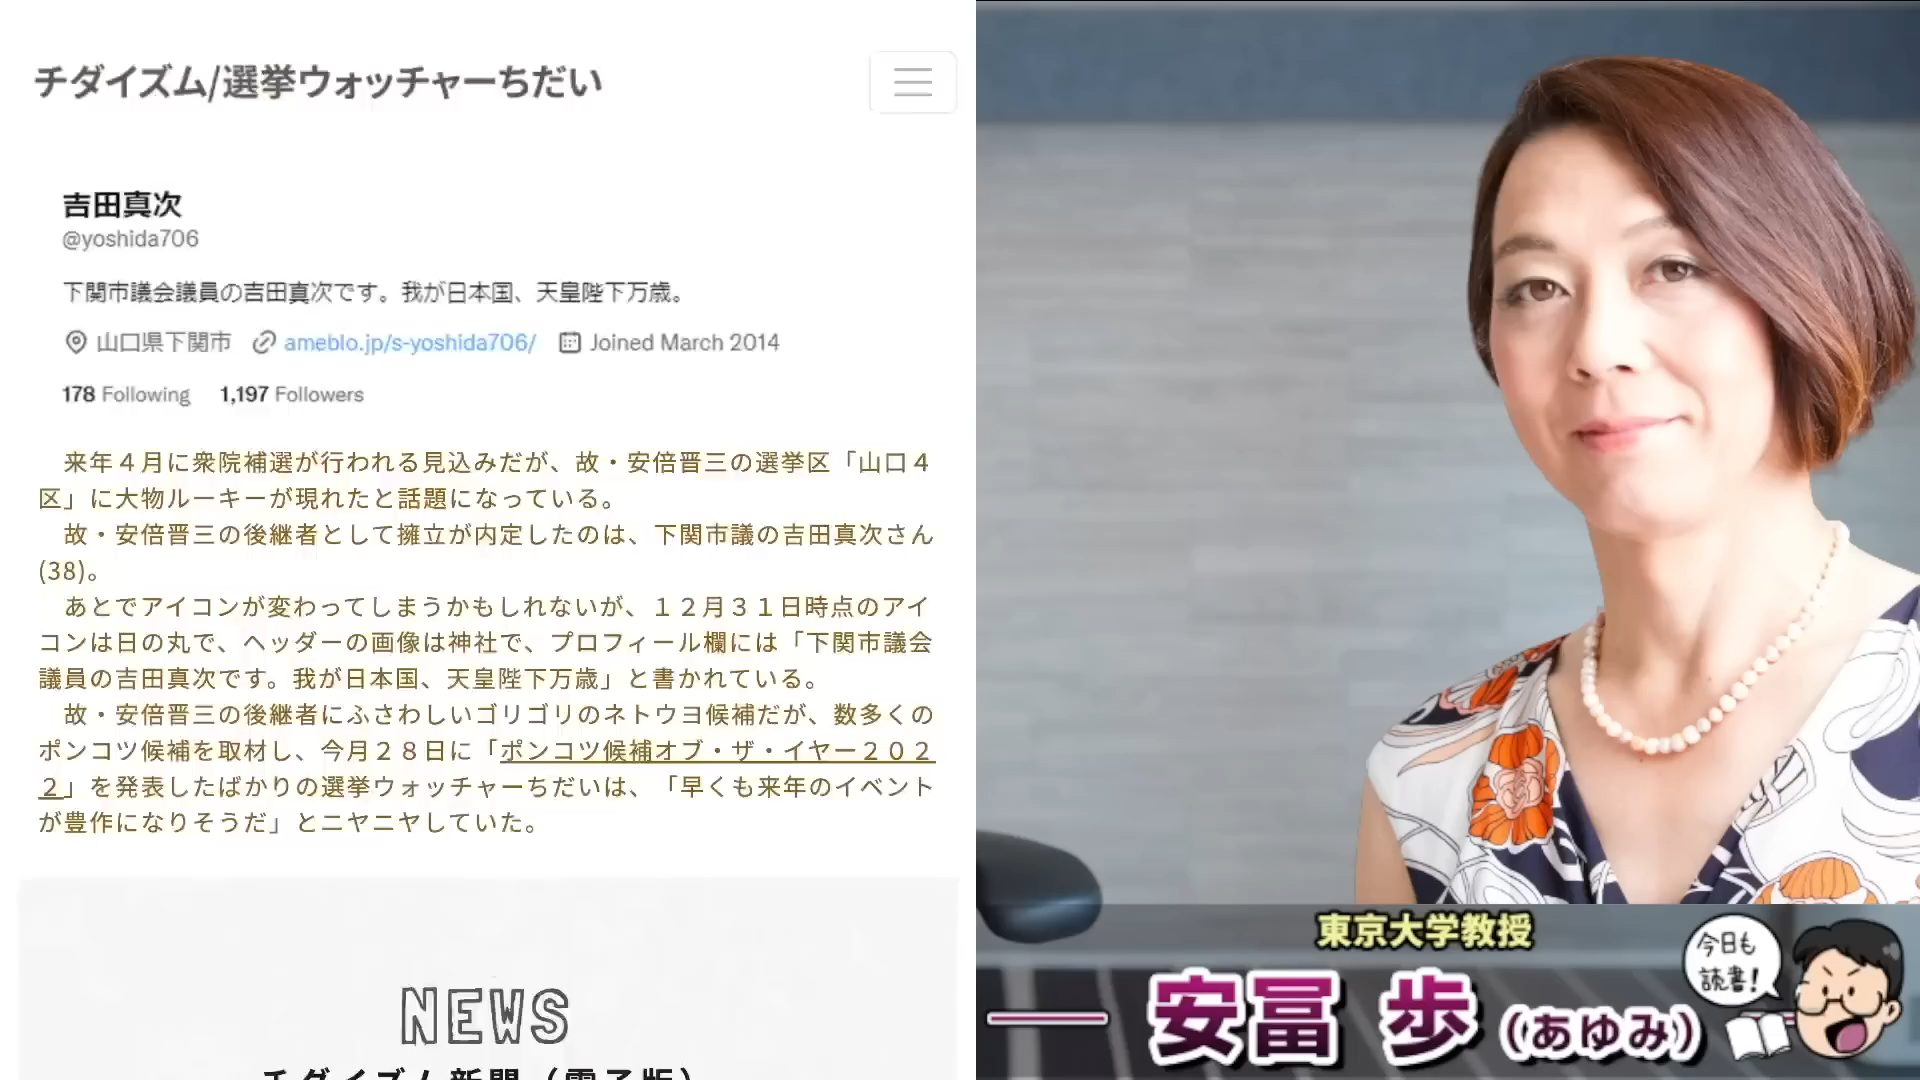 チダイズム/選挙ウォッチャーちだい
吉田真次
@yoshida706
下関市議会議員の吉田真次です。我が日本国、天皇陛下万歳。
山口県下関市 ameblo.jp/s-yoshida706/ Joined March 2014
178 Following 1,197 Followers
来年４月に衆院補選が行われる見込みだが、故・安倍晋三の選挙区「山口４
区」に大物ルーキーが現れたと話題になっている。
故・安倍晋三の後継者として擁立が内定したのは、下関市議の吉田真次さん
(38)。
あとでアイコンが変わってしまうかもしれないが、１２月３１日時点のアイ
コンは日の丸で、ヘッダーの画像は神社で、プロフィール欄には「下関市議会
議員の吉田真次です。我が日本国、天皇陛下万歳」と書かれている。
故・安倍晋三の後継者にふさわしいゴリゴリのネトウヨ候補だが、数多くの
ポンコツ候補を取材し、今月２８日に「ポンコツ候補オブ・ザ・イヤー２０２
２」を発表したばかりの選挙ウォッチャーちだいは、「早くも来年のイベント
が豊作になりそうだ」とニヤニヤしていた。
NEWS
チダイズム新聞（電子版）
東京大学教授
安冨 歩（あゆみ）
今日も
読書!